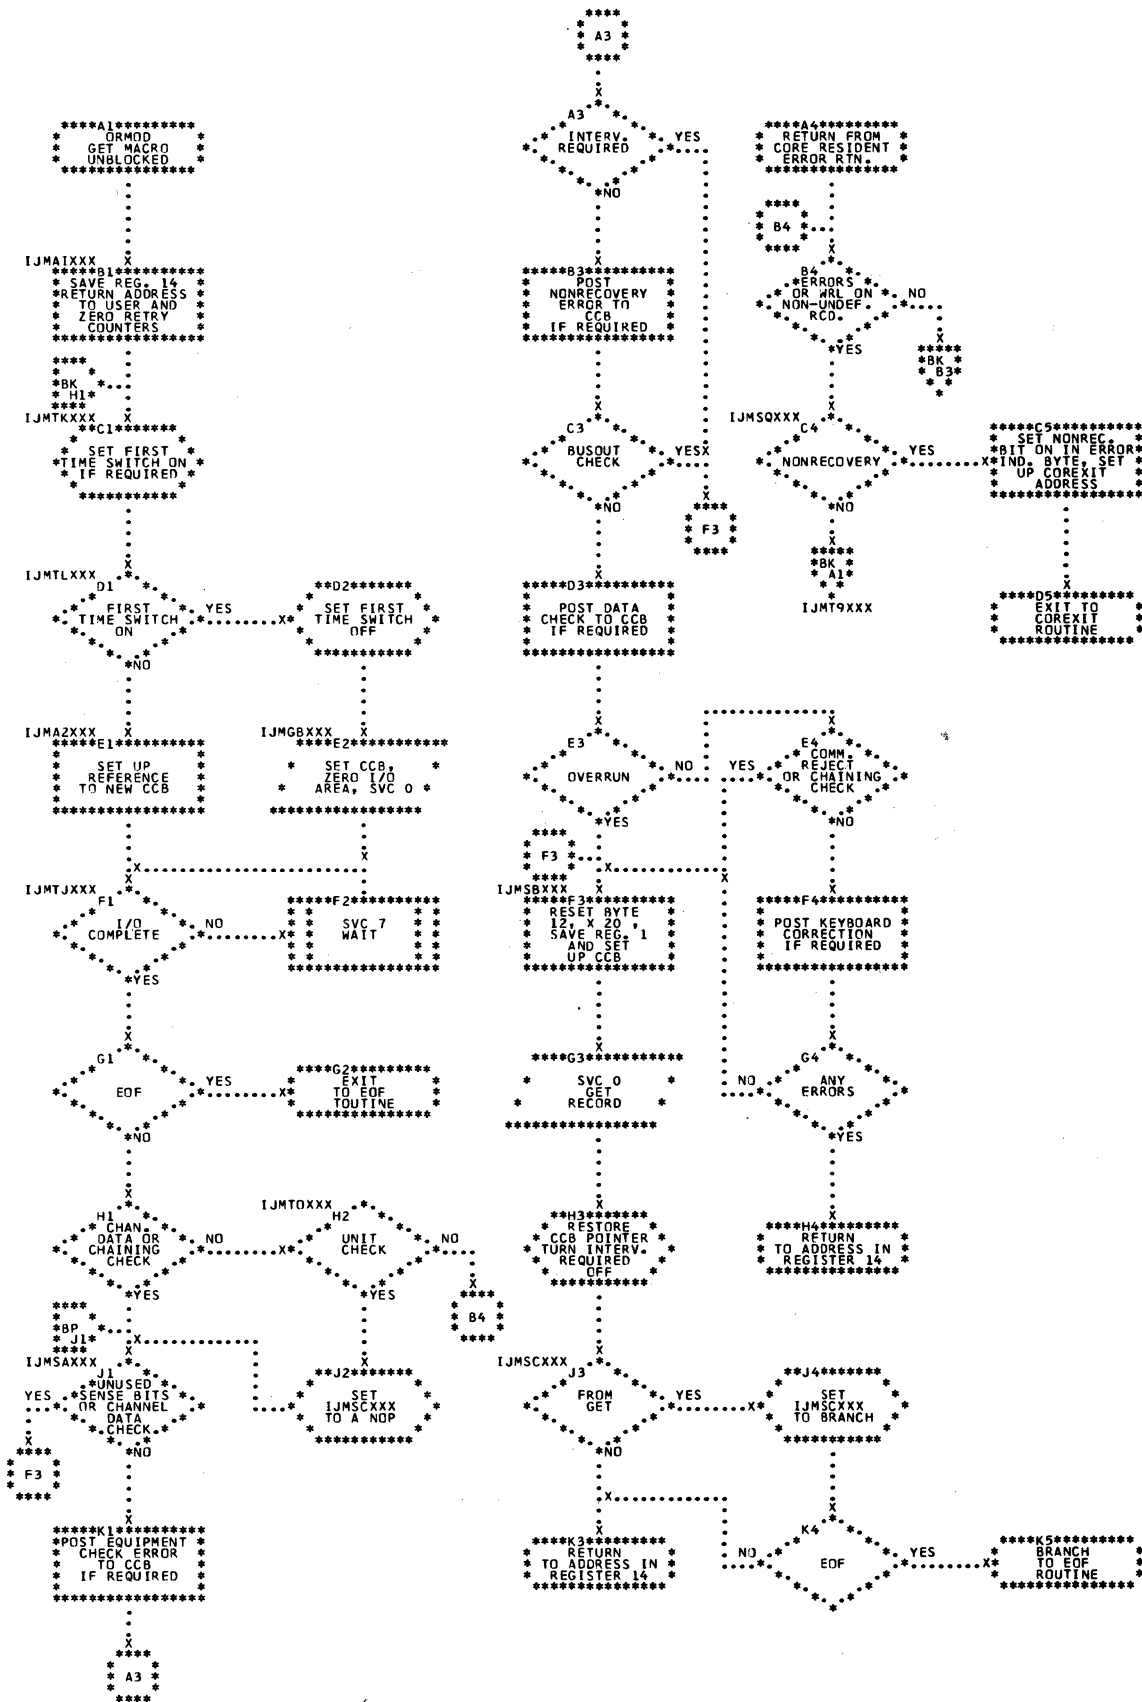 A3
A1
ORMOD
GET MACRO
UNBLOCKED
IJMAIXXX
B1
SAVE REG. 14
RETURN ADDRESS
TO USER AND
ZERO RETRY
COUNTERS
BK
H1
IJMTKXXX
C1
SET FIRST
TIME SWITCH ON
IF REQUIRED
IJMTLXXX
D1
FIRST
TIME SWITCH
ON
YES
NO
D2
SET FIRST
TIME SWITCH
OFF
IJMA2XXX
E1
SET UP
REFERENCE
TO NEW CCB
IJMGBXXX
E2
SET CCB,
ZERO I/O
AREA, SVC 0
IJMTJXXX
F1
I/O
COMPLETE
NO
YES
F2
SVC 7
WAIT
G1
EOF
YES
NO
G2
EXIT
TO EOF
TOUTINE
H1
CHAN.
DATA OR
CHAINING
CHECK
NO
YES
IJMTOXXX
H2
UNIT
CHECK
NO
YES
B4
BP
J1
IJMSAXXX
J1
UNUSED
SENSE BITS
OR CHANNEL
DATA
CHECK
YES
NO
F3
J2
SET
IJMSCXXX
TO A NOP
K1
POST EQUIPMENT
CHECK ERROR
TO CCB
IF REQUIRED
A3
A3
INTERV.
REQUIRED
YES
NO
B3
POST
NONRECOVERY
ERROR TO
CCB
IF REQUIRED
C3
BUSOUT
CHECK
YES
NO
F3
D3
POST DATA
CHECK TO CCB
IF REQUIRED
E3
OVERRUN
NO
YES
F3
IJMSBXXX
F3
RESET BYTE
12, X 20 ,
SAVE REG. 1
AND SET
UP CCB
G3
SVC 0
GET
RECORD
H3
RESTORE
CCB POINTER
TURN INTERV.
REQUIRED
OFF
IJMSCXXX
J3
FROM
GET
YES
NO
K3
RETURN
TO ADDRESS IN
REGISTER 14
A4
RETURN FROM
CORE RESIDENT
ERROR RTN.
B4
B4
ERRORS
OR WRL ON
NON-UNDEF.
RCD.
NO
YES
BK
B3
IJMSQXXX
C4
NONRECOVERY
YES
NO
BK
A1
IJMT9XXX
C5
SET NONREC.
BIT ON IN ERROR
IND. BYTE, SET
UP COREXIT
ADDRESS
D5
EXIT TO
COREXIT
ROUTINE
E4
COMM.
REJECT
OR CHAINING
CHECK
YES
NO
F4
POST KEYBOARD
CORRECTION
IF REQUIRED
G4
ANY
ERRORS
NO
YES
H4
RETURN
TO ADDRESS IN
REGISTER 14
J4
SET
IJMSCXXX
TO BRANCH
K4
EOF
NO
YES
K5
BRANCH
TO EOF
ROUTINE